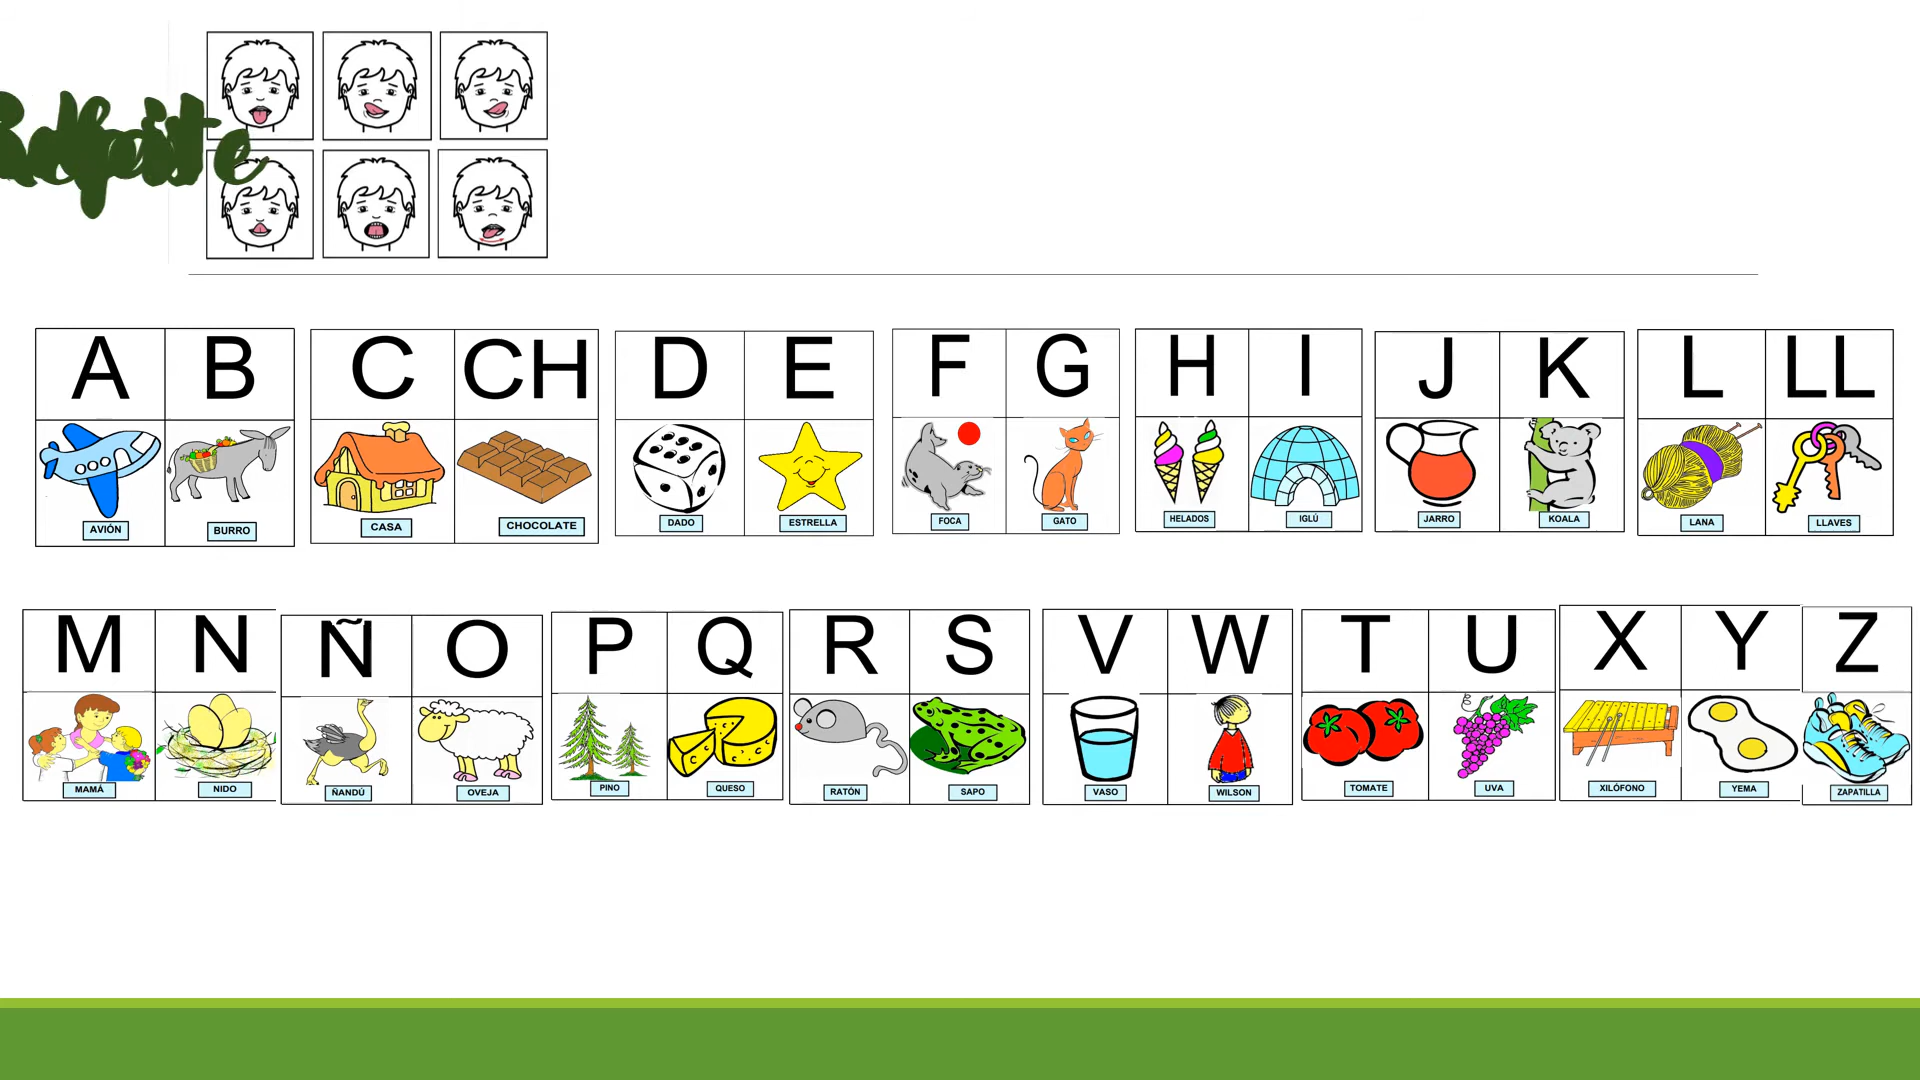 A B C CH D E F G H I J K L LL
AVIÓN BURRO CASA CHOCOLATE DADO ESTRELLA FOCA GATO HELADOS IGLÚ JARRO KOALA LANA LLAVES
M N Ñ O P Q R S V W T U X Y Z
MAMÁ NIDO ÑANDÚ OVEJA PINO QUESO RATÓN SAPO VASO WILSON TOMATE UVA XILÓFONO YEMA ZAPATILLA